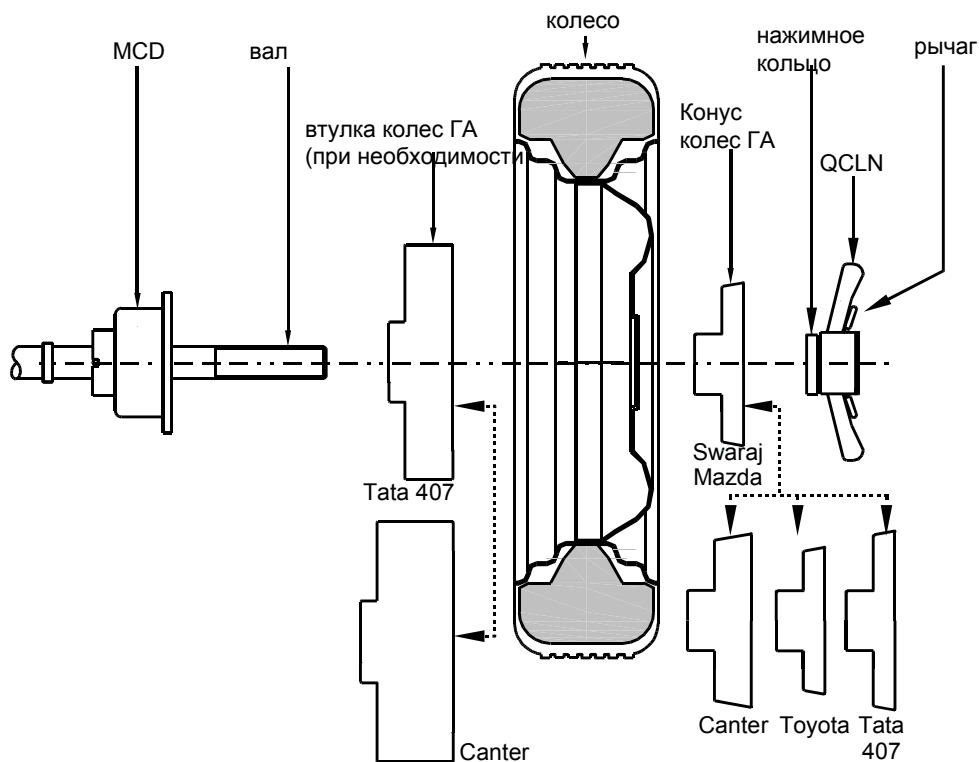 колесо
MCD
вал
нажимное
кольцо
рычаг
втулка колес ГА
(при необходимости
Конус
колес ГА
QCLN
Tata 407
Swaraj
Mazda
Canter
Canter
Toyota
Tata
407